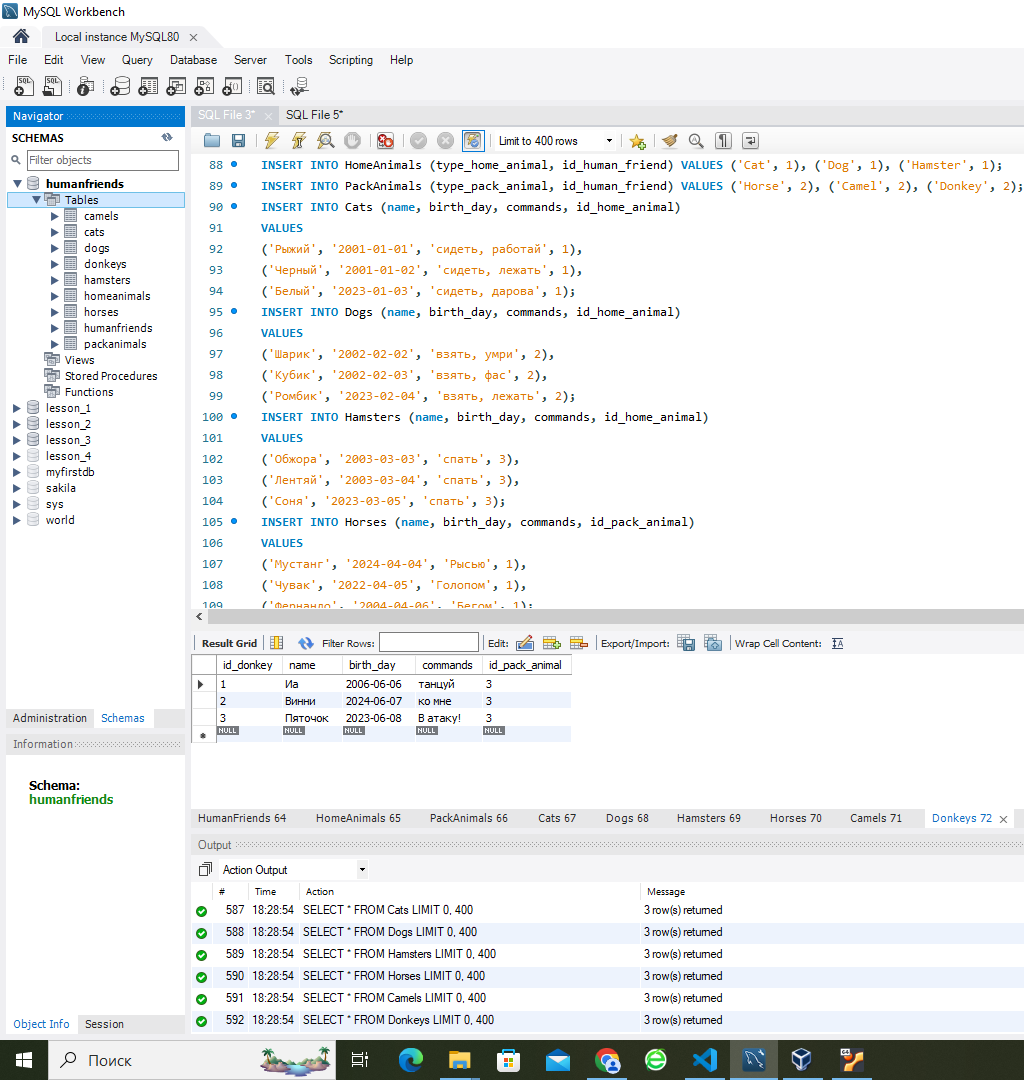 MySQL Workbench
Local instance MySQL80
File Edit View Query Database Server Tools Scripting Help
Navigator
SCHEMAS
Filter objects
humanfriends
Tables
camels
cats
dogs
donkeys
hamsters
homeanimals
horses
humanfriends
packanimals
Views
Stored Procedures
Functions
lesson_1
lesson_2
lesson_3
lesson_4
myfirstdb
sakila
sys
world
Administration Schemas
Information
Schema:
humanfriends
Object Info Session
SQL File 3* SQL File 5*
Limit to 400 rows
88 INSERT INTO HomeAnimals (type_home_animal, id_human_friend) VALUES ('Cat', 1), ('Dog', 1), ('Hamster', 1);
89 INSERT INTO PackAnimals (type_pack_animal, id_human_friend) VALUES ('Horse', 2), ('Camel', 2), ('Donkey', 2);
90 INSERT INTO Cats (name, birth_day, commands, id_home_animal)
91 VALUES
92 ('Рыжий', '2001-01-01', 'сидеть, работай', 1),
93 ('Черный', '2001-01-02', 'сидеть, лежать', 1),
94 ('Белый', '2023-01-03', 'сидеть, дарова', 1);
95 INSERT INTO Dogs (name, birth_day, commands, id_home_animal)
96 VALUES
97 ('Шарик', '2002-02-02', 'взять, умри', 2),
98 ('Кубик', '2002-02-03', 'взять, фас', 2),
99 ('Ромбик', '2023-02-04', 'взять, лежать', 2);
100 INSERT INTO Hamsters (name, birth_day, commands, id_home_animal)
101 VALUES
102 ('Обжора', '2003-03-03', 'спать', 3),
103 ('Лентяй', '2003-03-04', 'спать', 3),
104 ('Соня', '2023-03-05', 'спать', 3);
105 INSERT INTO Horses (name, birth_day, commands, id_pack_animal)
106 VALUES
107 ('Мустанг', '2024-04-04', 'Рысью', 1),
108 ('Чувак', '2022-04-05', 'Голопом', 1),
109 ('Фернандо', '2004-04-06', 'Бегом', 1);
Result Grid Filter Rows: Edit: Export/Import: Wrap Cell Content:
id_donkey name birth_day commands id_pack_animal
1 Иа 2006-06-06 танцуй 3
2 Винни 2024-06-07 ко мне 3
3 Пяточок 2023-06-08 В атаку! 3
NULL NULL NULL NULL NULL
HumanFriends 64 HomeAnimals 65 PackAnimals 66 Cats 67 Dogs 68 Hamsters 69 Horses 70 Camels 71 Donkeys 72
Output
Action Output
# Time Action Message
587 18:28:54 SELECT * FROM Cats LIMIT 0, 400 3 row(s) returned
588 18:28:54 SELECT * FROM Dogs LIMIT 0, 400 3 row(s) returned
589 18:28:54 SELECT * FROM Hamsters LIMIT 0, 400 3 row(s) returned
590 18:28:54 SELECT * FROM Horses LIMIT 0, 400 3 row(s) returned
591 18:28:54 SELECT * FROM Camels LIMIT 0, 400 3 row(s) returned
592 18:28:54 SELECT * FROM Donkeys LIMIT 0, 400 3 row(s) returned
Поиск